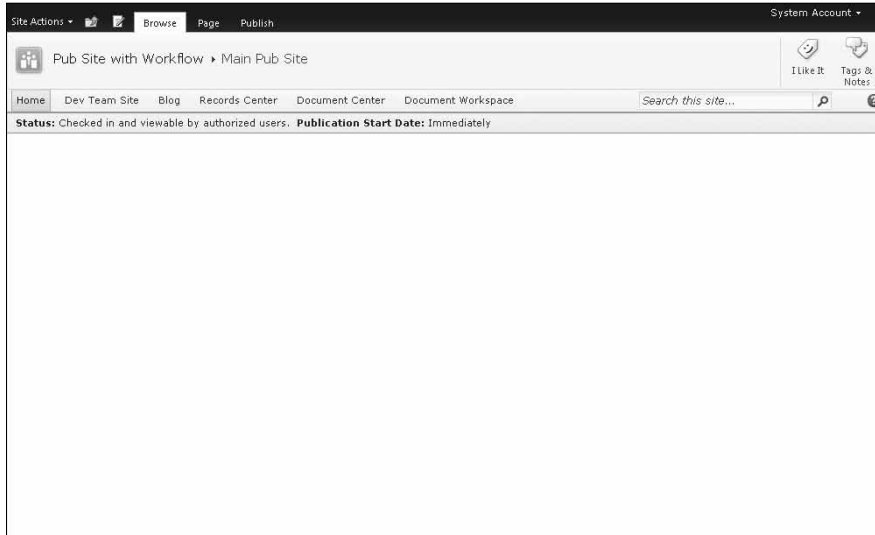 System Account
Site Actions Browse Page Publish
Pub Site with Workflow ▸ Main Pub Site
I Like It Tags & Notes
Home Dev Team Site Blog Records Center Document Center Document Workspace Search this site...
Status: Checked in and viewable by authorized users. Publication Start Date: Immediately